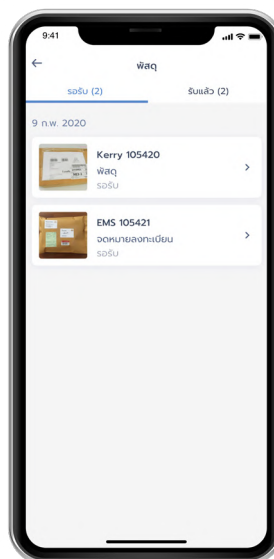 9:41
พัสดุ
รอรับ (2)
รับแล้ว (2)
9 ก.พ. 2020
Kerry 105420
พัสดุ
รอรับ
EMS 105421
จดหมายลงทะเบียน
รอรับ